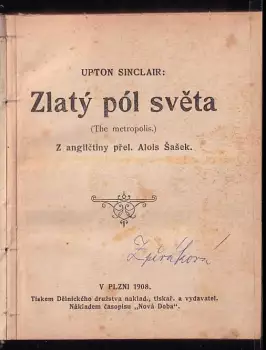 UPTON SINCLAIR:
Zlatý pól světa
(The metropolis.)
Z angličtiny přel. Alois Šašek.
V PLZNI 1908.
Tiskem Dělnického družstva naklad., tiskař. a vydavatel.
Nákladem časopisu „Nová Doba“.